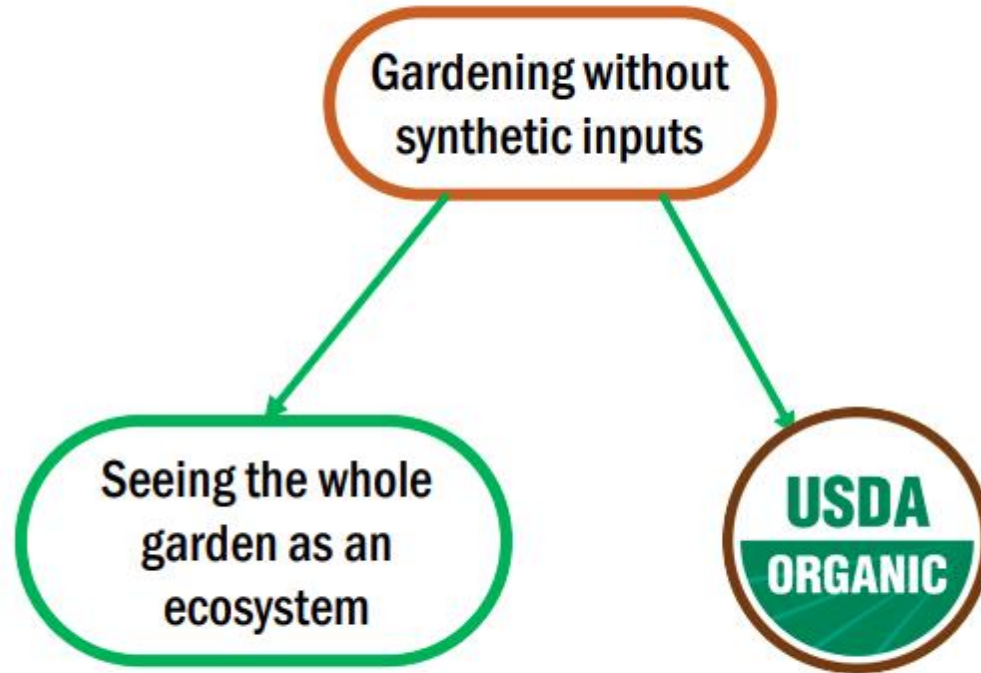 Gardening without
synthetic inputs
Seeing the whole
garden as an
ecosystem
USDA
ORGANIC